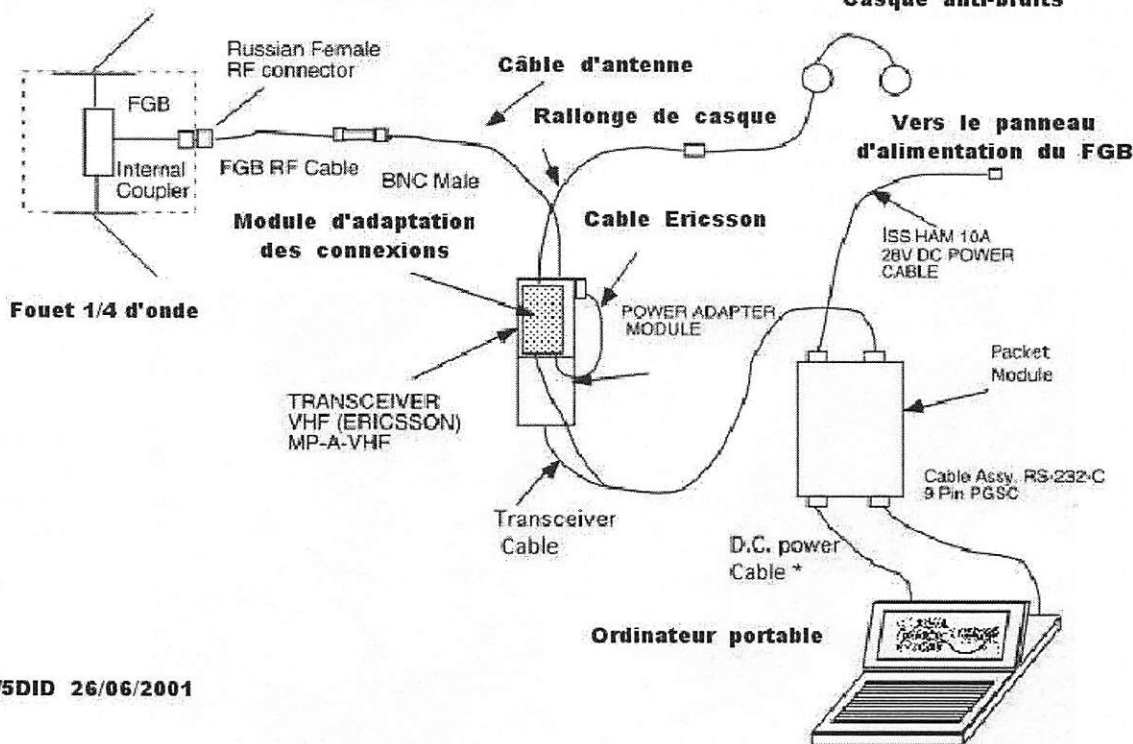 Casque anti-bruits
Russian Female
RF connector
Câble d'antenne
FGB
Rallonge de casque
Vers le panneau
d'alimentation du FGB
Internal
Coupler
FGB RF Cable
BNC Male
Module d'adaptation
des connexions
Cable Ericsson
ISS HAM 10A
28V DC POWER
CABLE
Fouet 1/4 d'onde
POWER ADAPTER
MODULE
Packet
Module
TRANSCEIVER
VHF (ERICSSON)
MP-A-VHF
Cable Assy. RS-232-C
9 Pin PGSC
Transceiver
Cable
D.C. power
Cable *
Ordinateur portable
5DID 26/06/2001